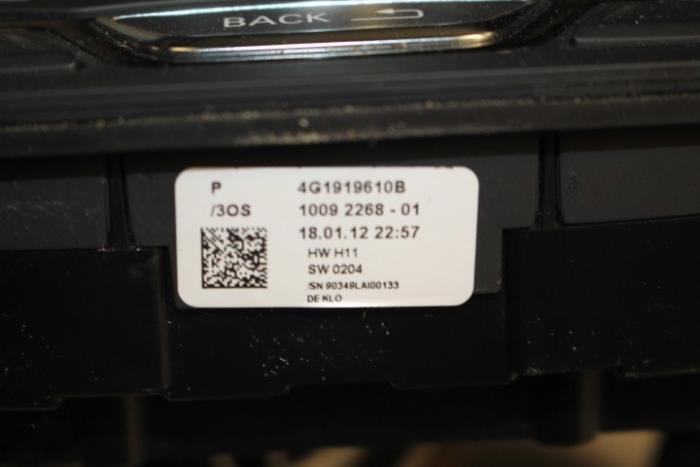 BACK
P 4G1919610B
/3OS 1009 2268 - 01
18.01.12 22:57
HW H11
SW 0204
/SN 90349LAI00133
DE KLO